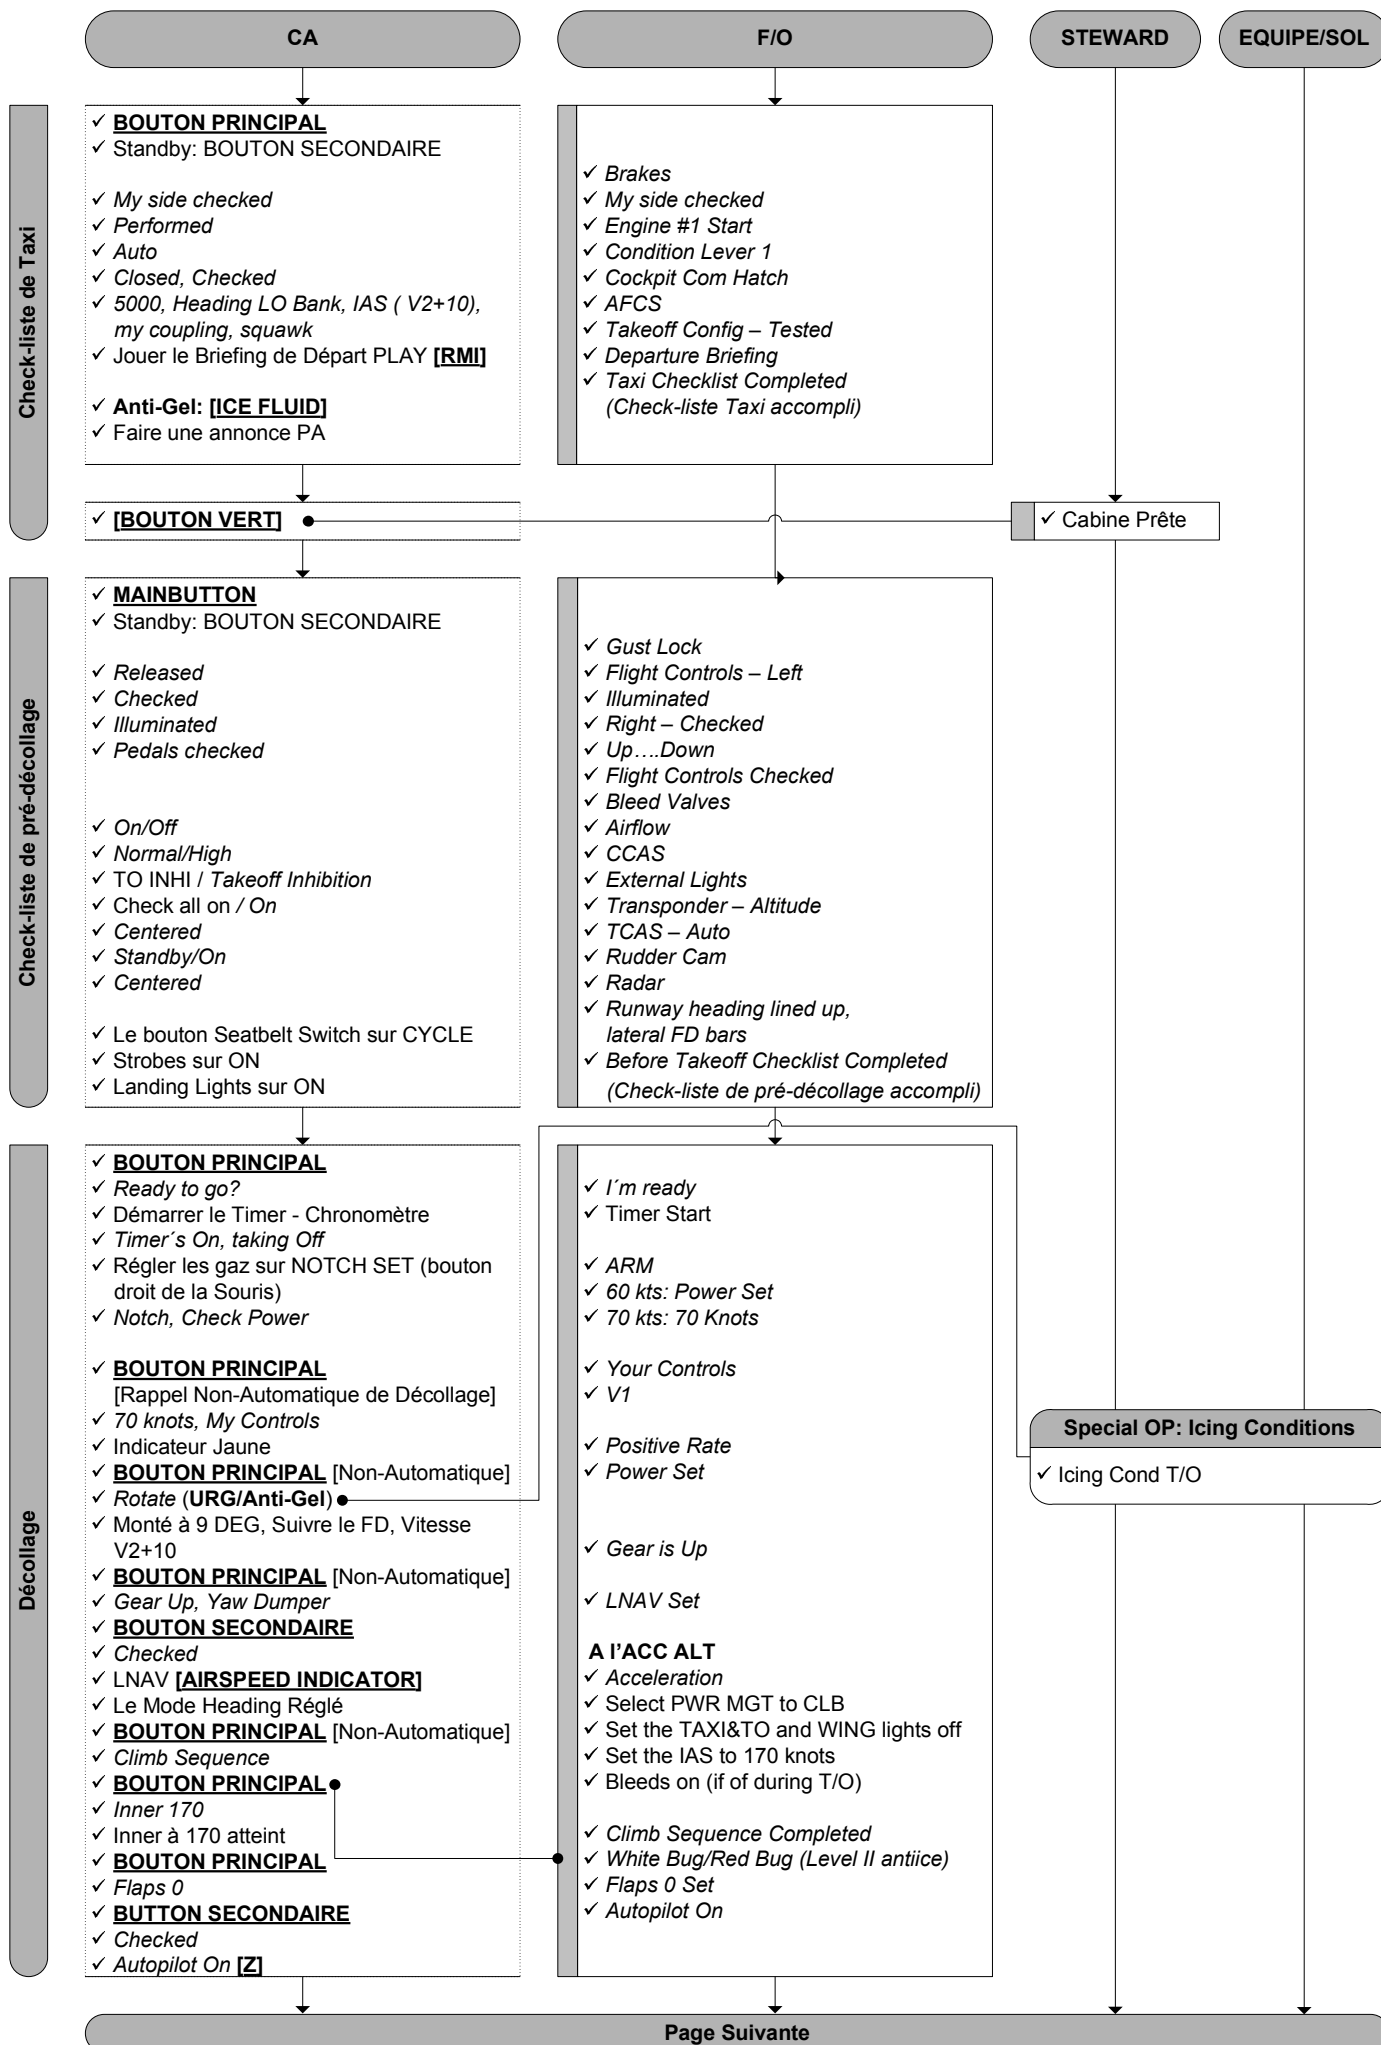 CA
F/O
STEWARD
EQUIPE/SOL
Check-liste de Taxi
✓ BOUTON PRINCIPAL
✓ Standby: BOUTON SECONDAIRE
✓ My side checked
✓ Performed
✓ Auto
✓ Closed, Checked
✓ 5000, Heading LO Bank, IAS ( V2+10),
my coupling, squawk
✓ Jouer le Briefing de Départ PLAY [RMI]
✓ Anti-Gel: [ICE FLUID]
✓ Faire une annonce PA
✓ Brakes
✓ My side checked
✓ Engine #1 Start
✓ Condition Lever 1
✓ Cockpit Com Hatch
✓ AFCS
✓ Takeoff Config – Tested
✓ Departure Briefing
✓ Taxi Checklist Completed
(Check-liste Taxi accompli)
✓ [BOUTON VERT]
✓ Cabine Prête
Check-liste de pré-décollage
✓ MAINBUTTON
✓ Standby: BOUTON SECONDAIRE
✓ Released
✓ Checked
✓ Illuminated
✓ Pedals checked
✓ On/Off
✓ Normal/High
✓ TO INHI / Takeoff Inhibition
✓ Check all on / On
✓ Centered
✓ Standby/On
✓ Centered
✓ Le bouton Seatbelt Switch sur CYCLE
✓ Strobes sur ON
✓ Landing Lights sur ON
✓ Gust Lock
✓ Flight Controls – Left
✓ Illuminated
✓ Right – Checked
✓ Up….Down
✓ Flight Controls Checked
✓ Bleed Valves
✓ Airflow
✓ CCAS
✓ External Lights
✓ Transponder – Altitude
✓ TCAS – Auto
✓ Rudder Cam
✓ Radar
✓ Runway heading lined up,
lateral FD bars
✓ Before Takeoff Checklist Completed
(Check-liste de pré-décollage accompli)
Décollage
✓ BOUTON PRINCIPAL
✓ Ready to go?
✓ Démarrer le Timer - Chronomètre
✓ Timer´s On, taking Off
✓ Régler les gaz sur NOTCH SET (bouton
droit de la Souris)
✓ Notch, Check Power
✓ BOUTON PRINCIPAL
[Rappel Non-Automatique de Décollage]
✓ 70 knots, My Controls
✓ Indicateur Jaune
✓ BOUTON PRINCIPAL [Non-Automatique]
✓ Rotate (URG/Anti-Gel)
✓ Monté à 9 DEG, Suivre le FD, Vitesse
V2+10
✓ BOUTON PRINCIPAL [Non-Automatique]
✓ Gear Up, Yaw Dumper
✓ BOUTON SECONDAIRE
✓ Checked
✓ LNAV [AIRSPEED INDICATOR]
✓ Le Mode Heading Réglé
✓ BOUTON PRINCIPAL [Non-Automatique]
✓ Climb Sequence
✓ BOUTON PRINCIPAL
✓ Inner 170
✓ Inner à 170 atteint
✓ BOUTON PRINCIPAL
✓ Flaps 0
✓ BUTTON SECONDAIRE
✓ Checked
✓ Autopilot On [Z]
✓ I´m ready
✓ Timer Start
✓ ARM
✓ 60 kts: Power Set
✓ 70 kts: 70 Knots
✓ Your Controls
✓ V1
✓ Positive Rate
✓ Power Set
✓ Gear is Up
✓ LNAV Set
A l'ACC ALT
✓ Acceleration
✓ Select PWR MGT to CLB
✓ Set the TAXI&TO and WING lights off
✓ Set the IAS to 170 knots
✓ Bleeds on (if of during T/O)
✓ Climb Sequence Completed
✓ White Bug/Red Bug (Level II antiice)
✓ Flaps 0 Set
✓ Autopilot On
Special OP: Icing Conditions
✓ Icing Cond T/O
Page Suivante